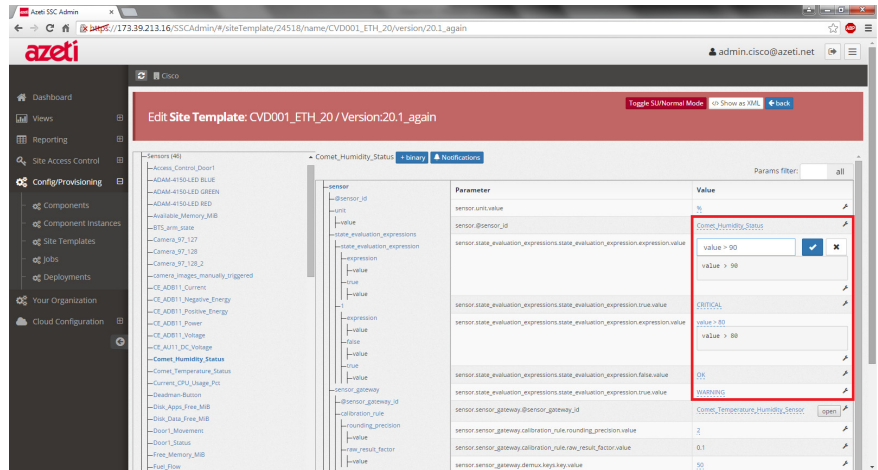 Azeti SSC Admin
https://173.39.213.16/SSCAdmin/#/siteTemplate/24518/name/CVD001_ETH_20/version/20.1_again
ABP
azeti
admin.cisco@azeti.net
Cisco
Dashboard
Views
Reporting
Site Access Control
Config/Provisioning
Components
Component Instances
Site Templates
Jobs
Deployments
Your Organization
Cloud Configuration
Edit Site Template: CVD001_ETH_20 / Version:20.1_again
Toggle SU/Normal Mode
</> Show as XML
back
Sensors (46)
Access_Control_Door1
ADAM-4150-LED BLUE
ADAM-4150-LED GREEN
ADAM-4150-LED RED
Available_Memory_MiB
BTS_arm_state
Camera_97_127
Camera_97_128
Camera_97_128_2
camera_images_manually_triggered
CE_ADB11_Current
CE_ADB11_Negative_Energy
CE_ADB11_Positive_Energy
CE_ADB11_Power
CE_ADB11_Voltage
CE_AU11_DC_Voltage
Comet_Humidity_Status
Comet_Temperature_Status
Current_CPU_Usage_Pct
Deadman-Button
Disk_Apps_Free_MiB
Disk_Data_Free_MiB
Door1_Movement
Door1_Status
Free_Memory_MiB
Fuel_Flow
Comet_Humidity_Status
+ binary
Notifications
Params filter:
all
sensor
@sensor_id
unit
value
state_evaluation_expressions
state_evaluation_expression
expression
value
true
value
1
expression
value
false
value
true
value
sensor_gateway
@sensor_gateway_id
calibration_rule
rounding_precision
value
raw_result_factor
value
Parameter Value
sensor.unit.value %
sensor.@sensor_id Comet_Humidity_Status
sensor.state_evaluation_expressions.state_evaluation_expression.expression.value value > 90
value > 90
sensor.state_evaluation_expressions.state_evaluation_expression.true.value CRITICAL
sensor.state_evaluation_expressions.state_evaluation_expression.expression.value value > 80
value > 80
sensor.state_evaluation_expressions.state_evaluation_expression.false.value OK
sensor.state_evaluation_expressions.state_evaluation_expression.true.value WARNING
sensor.sensor_gateway.@sensor_gateway_id Comet_Temperature_Humidity_Sensor open
sensor.sensor_gateway.calibration_rule.rounding_precision.value 2
sensor.sensor_gateway.calibration_rule.raw_result_factor.value 0.1
sensor.sensor_gateway.demux.keys.key.value 50